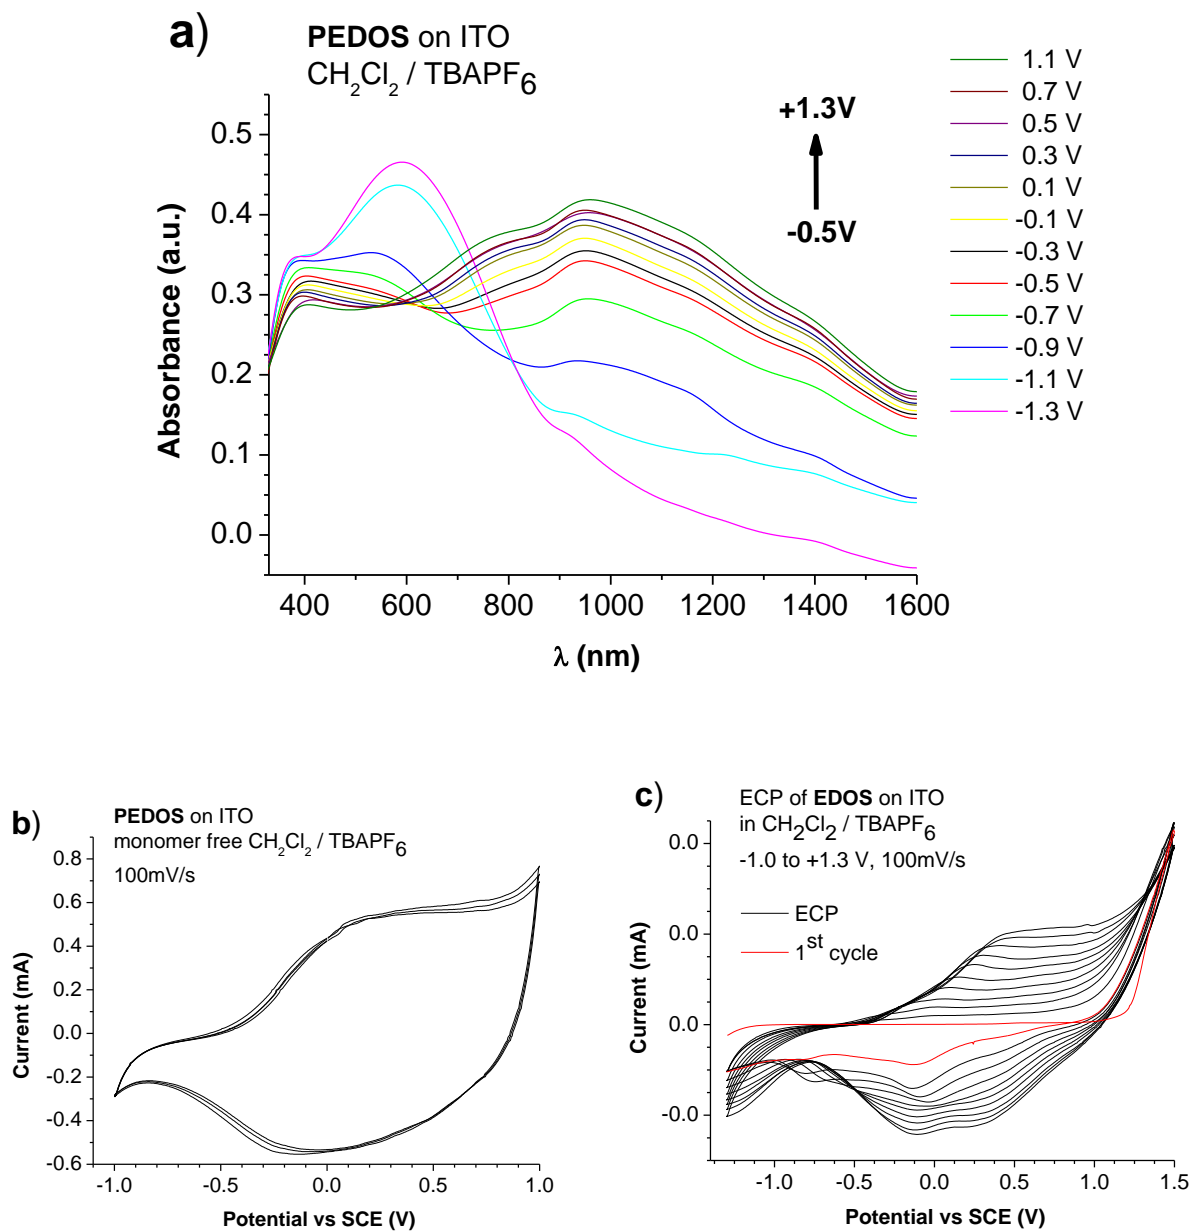 a)
PEDOS on ITO
CH2Cl2 / TBAPF6
+1.3V
-0.5V
1.1 V
0.7 V
0.5 V
0.3 V
0.1 V
-0.1 V
-0.3 V
-0.5 V
-0.7 V
-0.9 V
-1.1 V
-1.3 V
Absorbance (a.u.)
0.5
0.4
0.3
0.2
0.1
0.0
400 600 800 1000 1200 1400 1600
λ (nm)
b)
PEDOS on ITO
monomer free CH2Cl2 / TBAPF6
100mV/s
Current (mA)
0.8
0.6
0.4
0.2
0.0
-0.2
-0.4
-0.6
-1.0 -0.5 0.0 0.5 1.0
Potential vs SCE (V)
c)
ECP of EDOS on ITO
in CH2Cl2 / TBAPF6
-1.0 to +1.3 V, 100mV/s
ECP
1st cycle
Current (mA)
0.0
0.0
0.0
-0.0
-1.0 -0.5 0.0 0.5 1.0 1.5
Potential vs SCE (V)